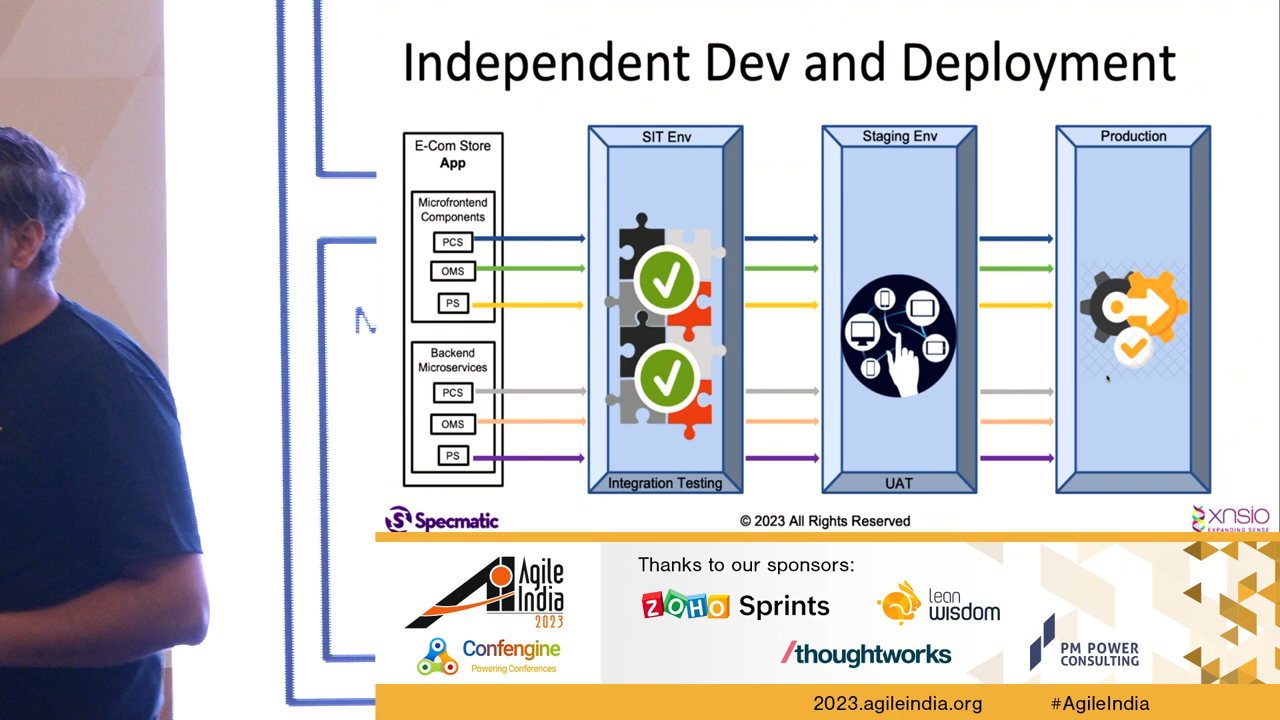 Independent Dev and Deployment
E-Com Store
App
Microfrontend
Components
PCS
OMS
PS
Backend
Microservices
PCS
OMS
PS
SIT Env
Integration Testing
Staging Env
UAT
Production
N
Specmatic
© 2023 All Rights Reserved
xnsio
EXPANDING SENSE
Agile
India
2023
Confengine
Powering Conferences
Thanks to our sponsors:
ZOHO Sprints
lean
wisdom
/thoughtworks
PM POWER
CONSULTING
2023.agileindia.org
#AgileIndia